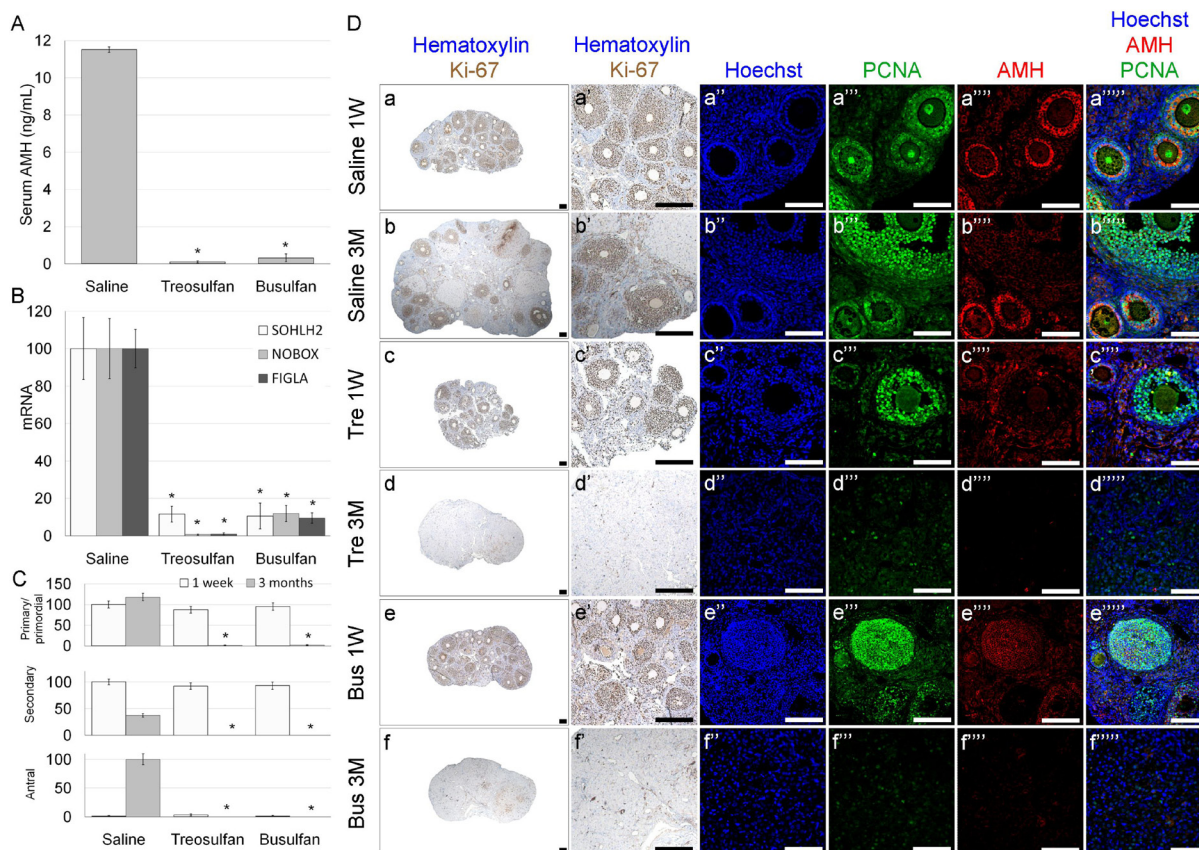 A
12
10
8
6
4
2
0
Serum AMH (ng/mL)
*
*
Saline
Treosulfan
Busulfan
B
120
100
80
60
40
20
0
mRNA
SOHLH2
NOBOX
FIGLA
*
* *
* * *
Saline
Treosulfan
Busulfan
C
1 week
3 months
150
100
50
0
Primary/
primordial
*
*
100
50
0
Secondary
*
*
100
50
0
Antral
*
*
Saline
Treosulfan
Busulfan
D
Hematoxylin
Ki-67
Hematoxylin
Ki-67
Hoechst
PCNA
AMH
Hoechst
AMH
PCNA
Saline 1W
a a’ a’’ a’’’ a’’’’ a’’’’’
Saline 3M
b b’ b’’ b’’’ b’’’’ b’’’’’
Tre 1W
c c’ c’’ c’’’ c’’’’ c’’’’
’
Tre 3M
d d’ d’’ d’’’ d’’’’ d’’’’’
Bus 1W
e e’ e’’ e’’’ e’’’’ e’’’’’
Bus 3M
f f’ f’’ f’’’ f’’’’ f’’’’’